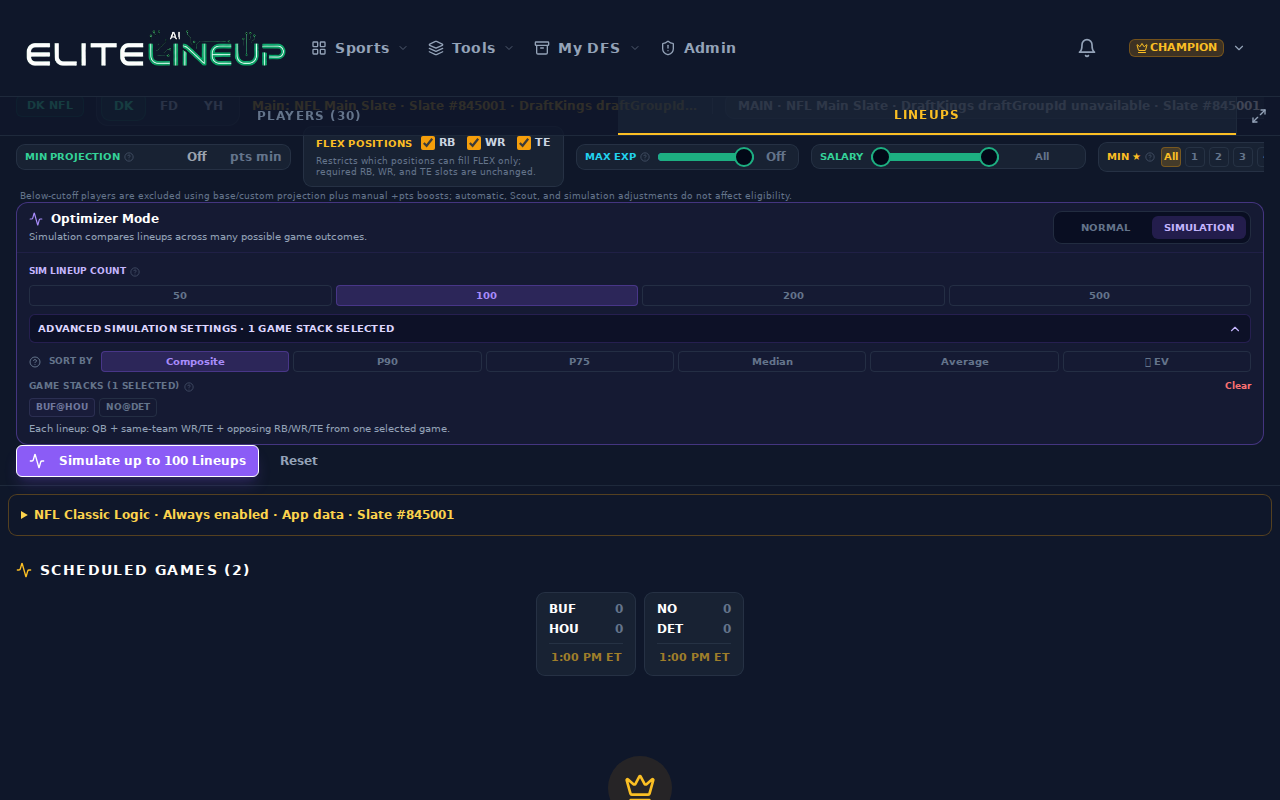 ELITE AI LINEUP
Sports
Tools
My DFS
Admin
CHAMPION
DK NFL
DK
FD
YH
Main: NFL Main Slate · Slate #845001 · DraftKings draftGroupId...
MAIN · NFL Main Slate · DraftKings draftGroupId unavailable · Slate #845001
PLAYERS (30)
LINEUPS
MIN PROJECTION
Off
pts min
FLEX POSITIONS
RB
WR
TE
Restricts which positions can fill FLEX only;
required RB, WR, and TE slots are unchanged.
MAX EXP
Off
SALARY
All
MIN ★
All
1
2
3
Below-cutoff players are excluded using base/custom projection plus manual +pts boosts; automatic, Scout, and simulation adjustments do not affect eligibility.
Optimizer Mode
Simulation compares lineups across many possible game outcomes.
NORMAL
SIMULATION
SIM LINEUP COUNT
50
100
200
500
ADVANCED SIMULATION SETTINGS · 1 GAME STACK SELECTED
SORT BY
Composite
P90
P75
Median
Average
EV
GAME STACKS (1 SELECTED)
Clear
BUF@HOU
NO@DET
Each lineup: QB + same-team WR/TE + opposing RB/WR/TE from one selected game.
Simulate up to 100 Lineups
Reset
NFL Classic Logic · Always enabled · App data · Slate #845001
SCHEDULED GAMES (2)
BUF 0
HOU 0
1:00 PM ET
NO 0
DET 0
1:00 PM ET